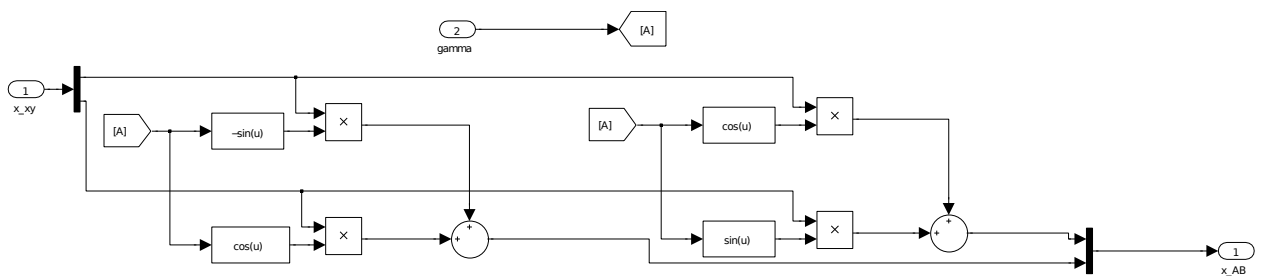 2
[A]
gamma
1
x_xy
[A]
−sin(u)
×
[A]
cos(u)
×
+
+
cos(u)
×
+
+
sin(u)
×
1
x_AB